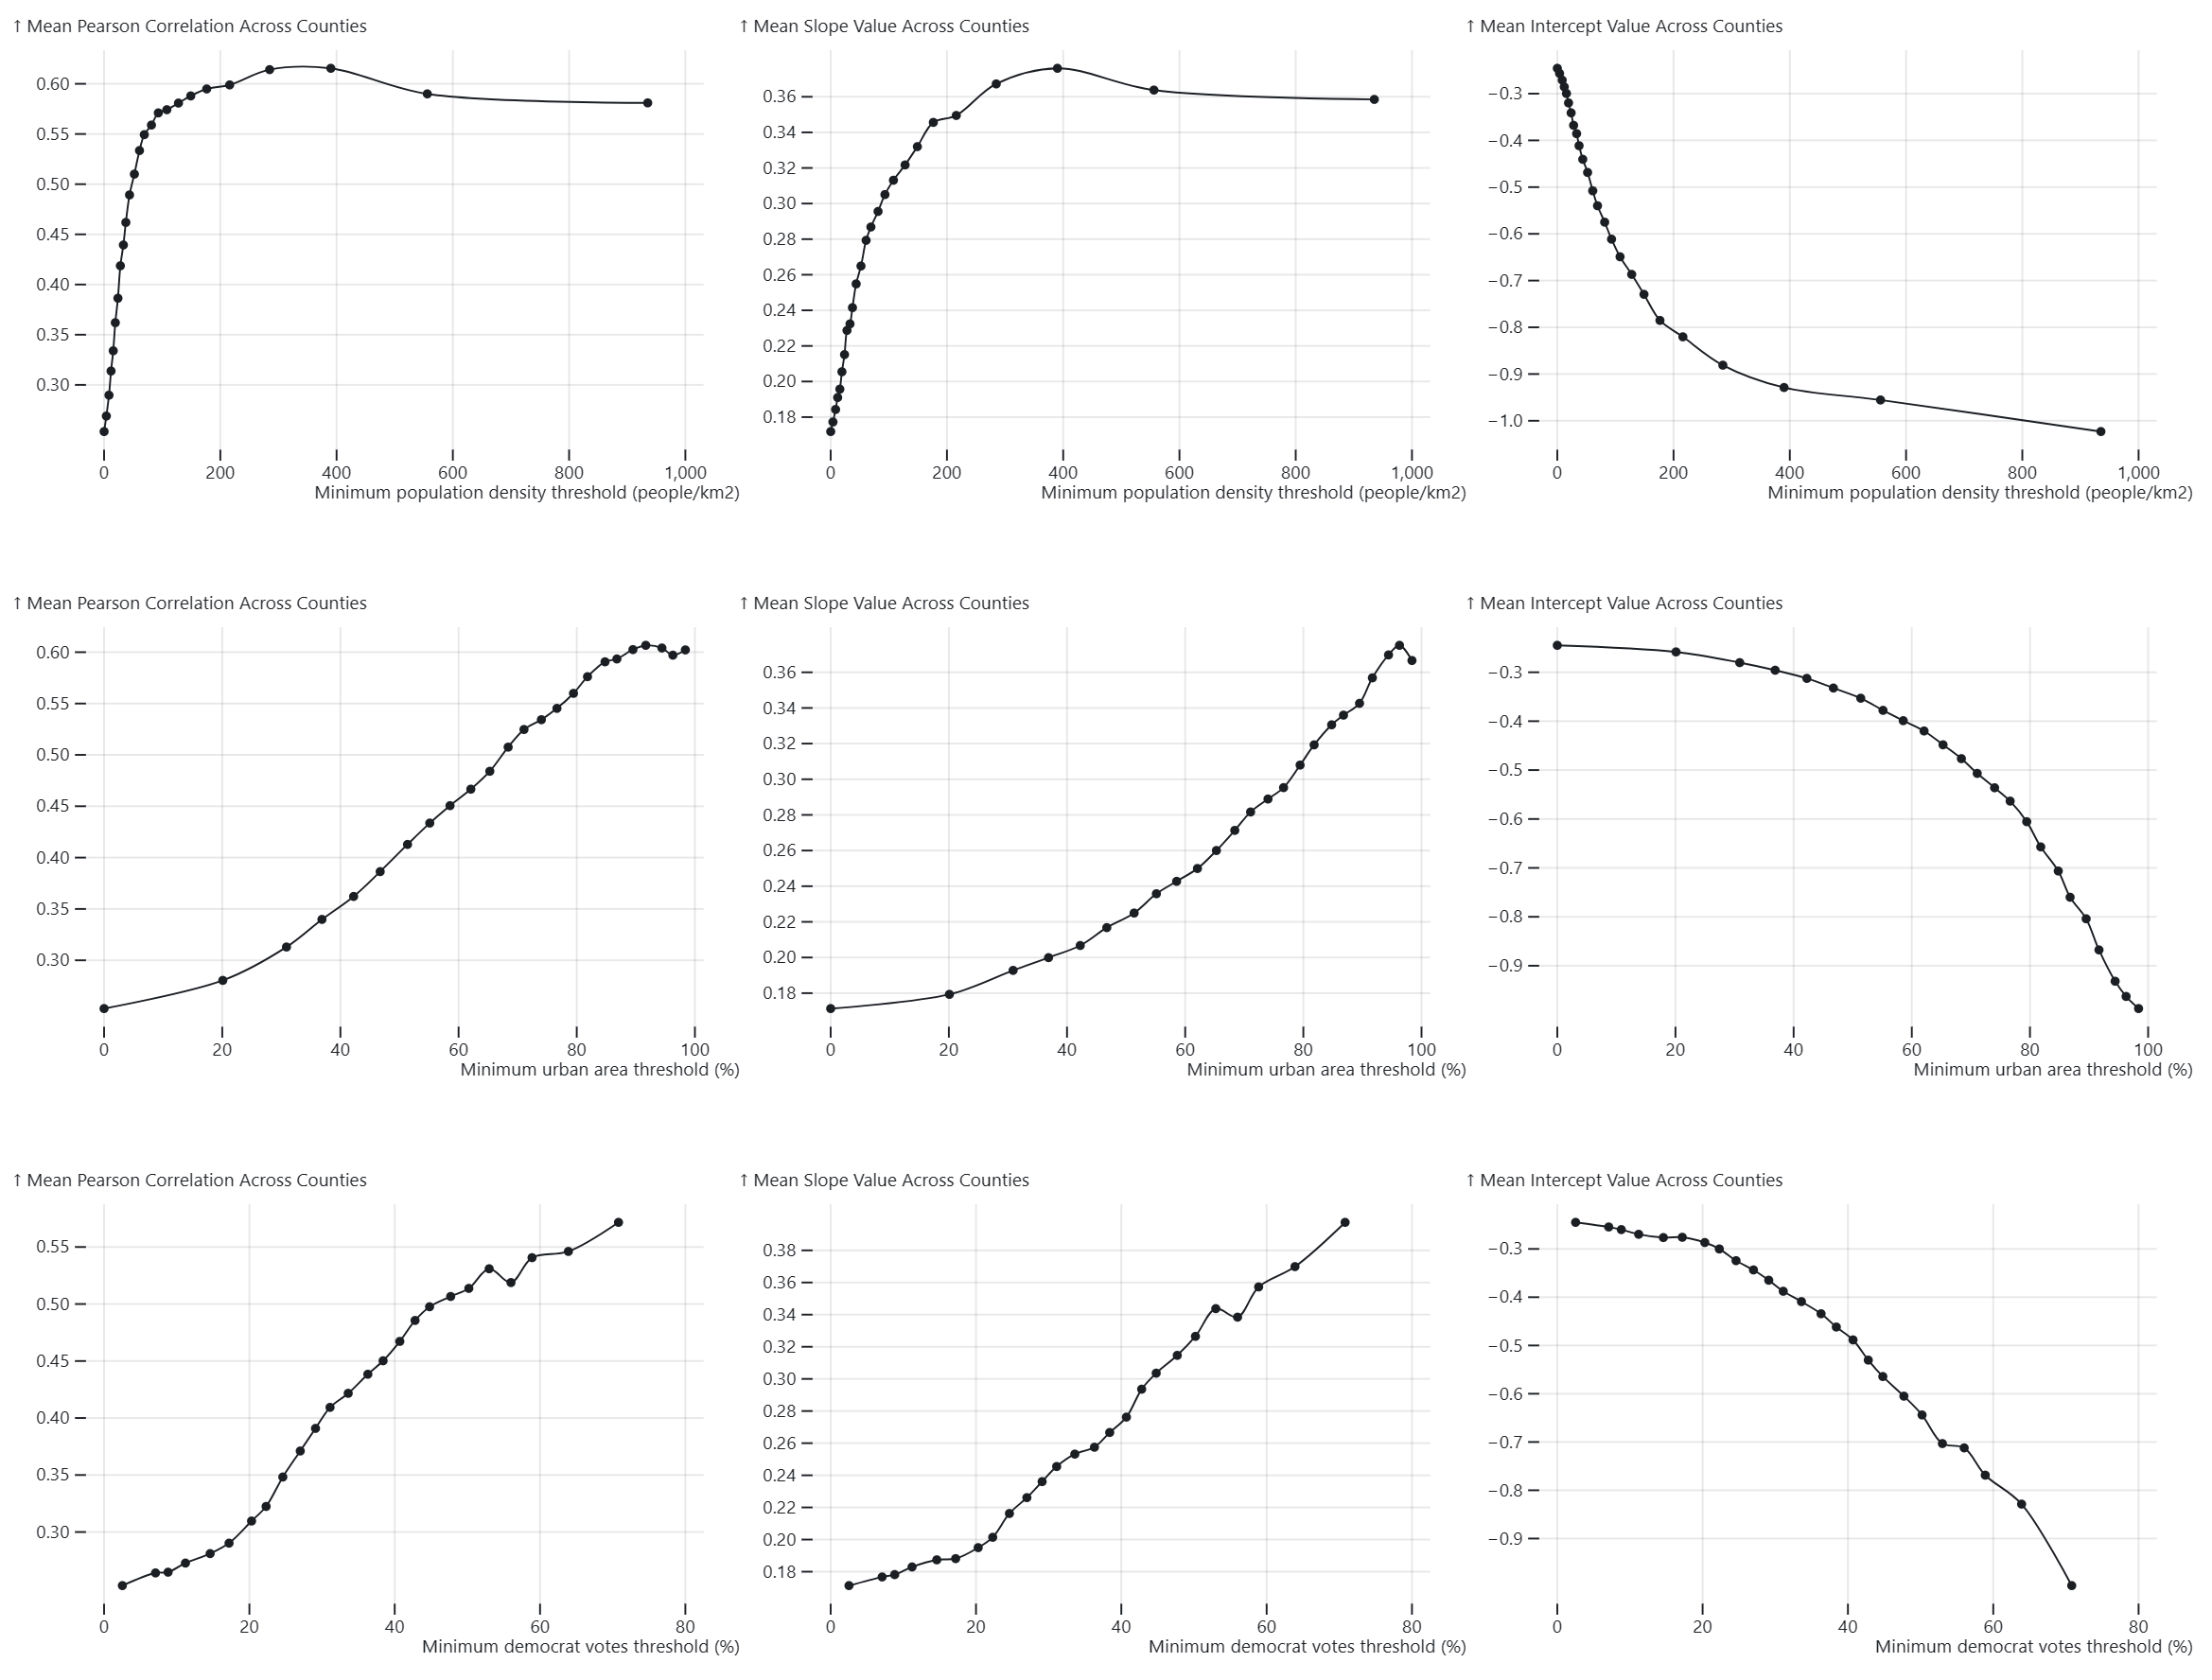 ↑ Mean Pearson Correlation Across Counties
0.60
0.55
0.50
0.45
0.40
0.35
0.30
0 200 400 600 800 1,000
Minimum population density threshold (people/km2)
↑ Mean Slope Value Across Counties
0.36
0.34
0.32
0.30
0.28
0.26
0.24
0.22
0.20
0.18
0 200 400 600 800 1,000
Minimum population density threshold (people/km2)
↑ Mean Intercept Value Across Counties
−0.3
−0.4
−0.5
−0.6
−0.7
−0.8
−0.9
−1.0
0 200 400 600 800 1,000
Minimum population density threshold (people/km2)
↑ Mean Pearson Correlation Across Counties
0.60
0.55
0.50
0.45
0.40
0.35
0.30
0 20 40 60 80 100
Minimum urban area threshold (%)
↑ Mean Slope Value Across Counties
0.36
0.34
0.32
0.30
0.28
0.26
0.24
0.22
0.20
0.18
0 20 40 60 80 100
Minimum urban area threshold (%)
↑ Mean Intercept Value Across Counties
−0.3
−0.4
−0.5
−0.6
−0.7
−0.8
−0.9
0 20 40 60 80 100
Minimum urban area threshold (%)
↑ Mean Pearson Correlation Across Counties
0.55
0.50
0.45
0.40
0.35
0.30
0 20 40 60 80
Minimum democrat votes threshold (%)
↑ Mean Slope Value Across Counties
0.38
0.36
0.34
0.32
0.30
0.28
0.26
0.24
0.22
0.20
0.18
0 20 40 60 80
Minimum democrat votes threshold (%)
↑ Mean Intercept Value Across Counties
−0.3
−0.4
−0.5
−0.6
−0.7
−0.8
−0.9
0 20 40 60 80
Minimum democrat votes threshold (%)